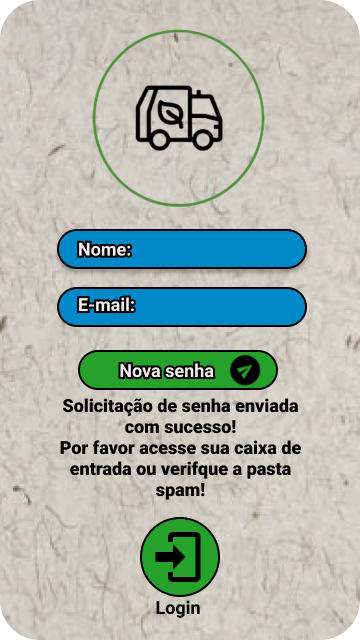 Nome:
E-mail:
Nova senha
Solicitação de senha enviada
com sucesso!
Por favor acesse sua caixa de
entrada ou verifque a pasta
spam!
Login